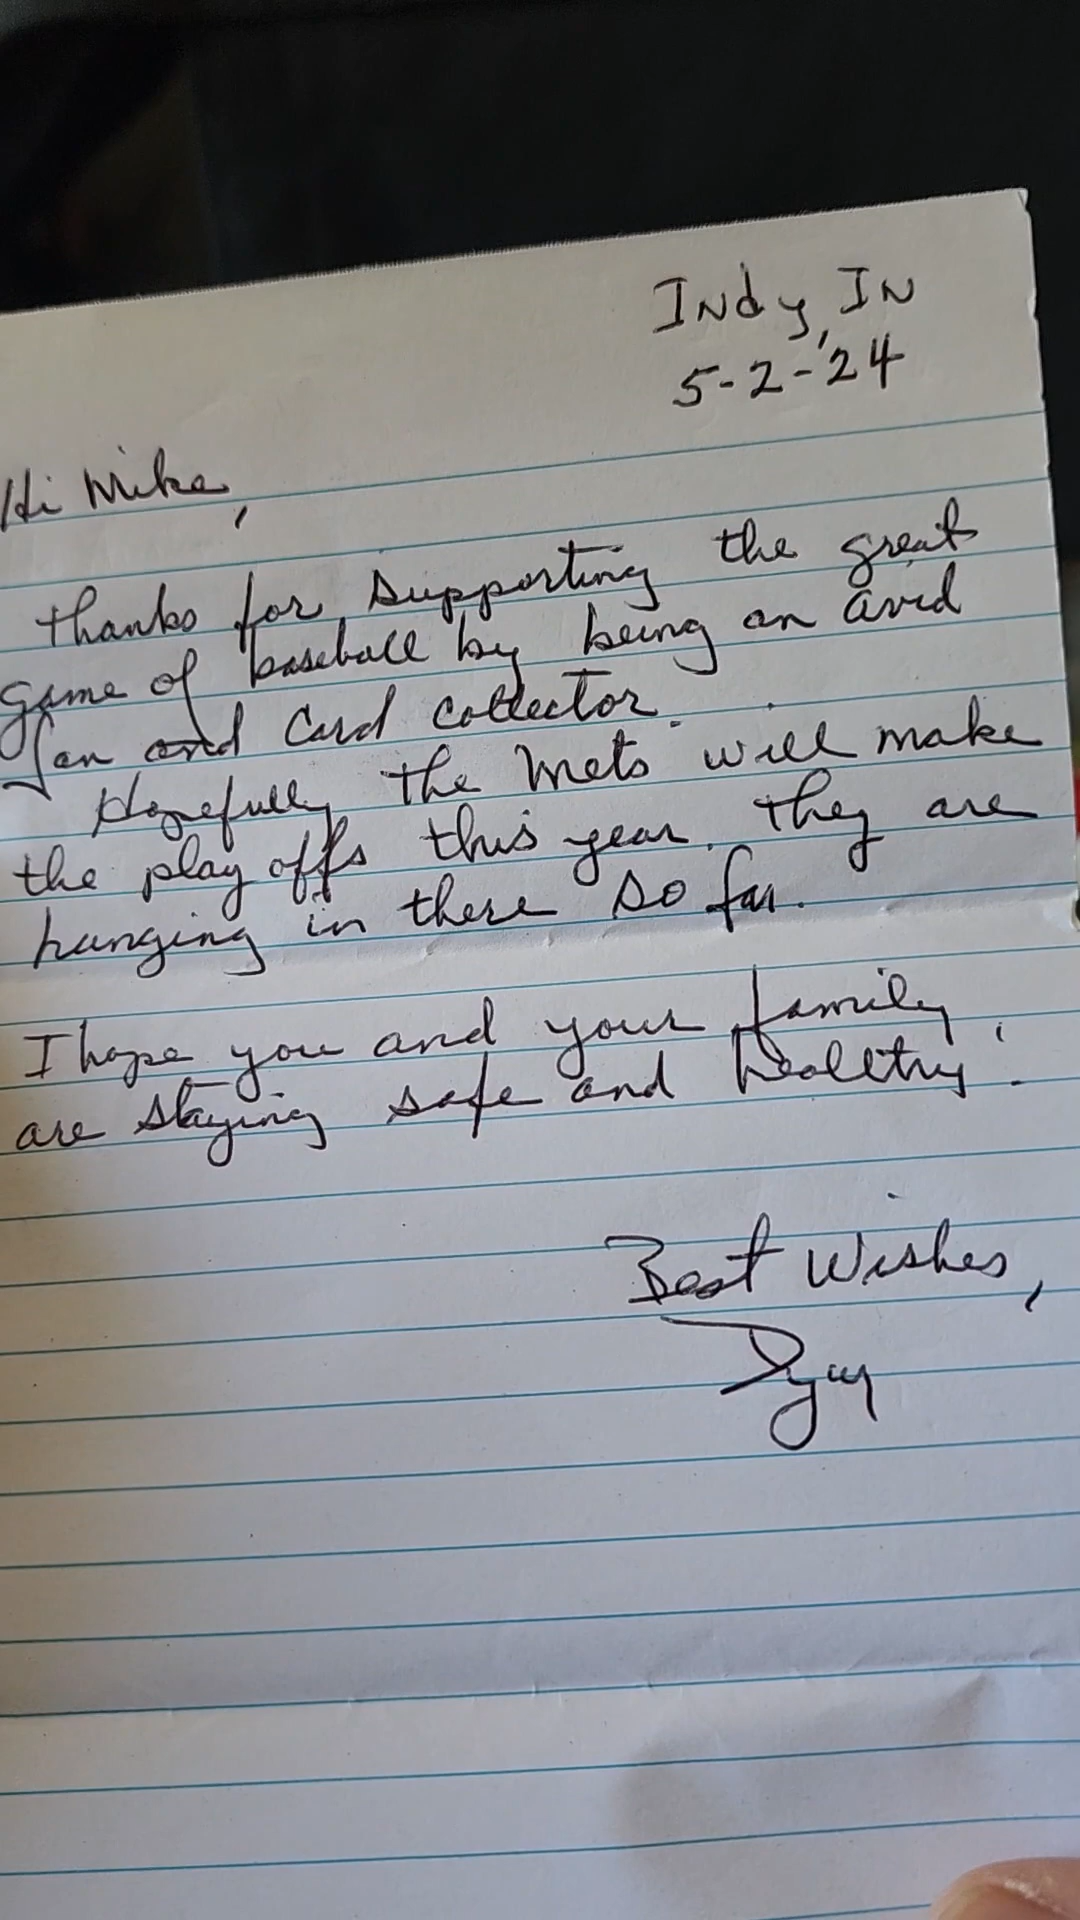 Indy, IN
5-2-'24
Hi Mike,
Thanks for supporting the great
game of baseball by being an avid
fan and card collector.
Hopefully the Mets will make
the play offs this year. They are
hanging in there so far.
I hope you and your family
are staying safe and healthy.
Best Wishes,